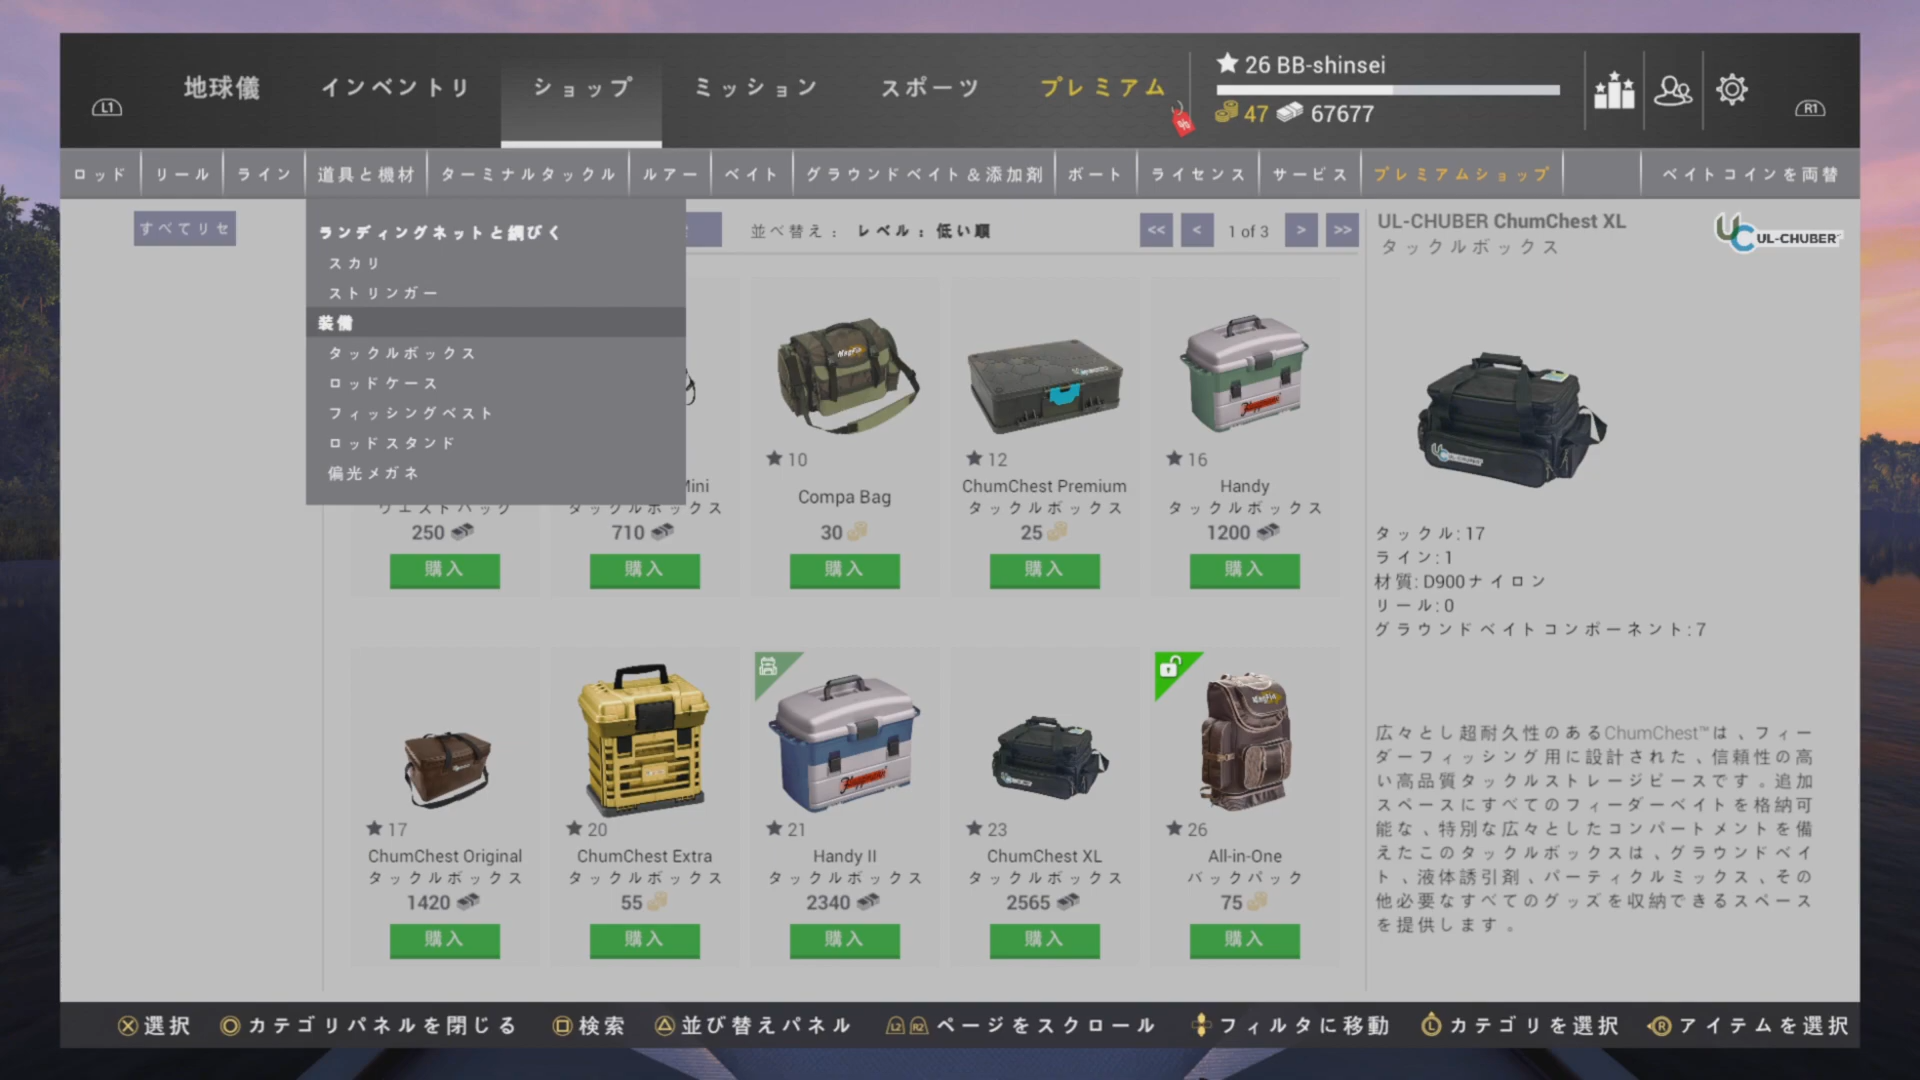 L1
地球儀
インベントリ
ショップ
ミッション
スポーツ
プレミアム
%
26 BB-shinsei
47 67677
R1
ロッド
リール
ライン
道具と機材
ターミナルタックル
ルアー
ベイト
グラウンドベイト&添加剤
ボート
ライセンス
サービス
プレミアムショップ
ベイトコインを両替
すべてリセ
ランディングネットと網びく
スカリ
ストリンガー
装備
タックルボックス
ロッドケース
フィッシングベスト
ロッドスタンド
偏光メガネ
並べ替え: レベル:低い順
<< < 1 of 3 > >>
ウエストバッグ
250
購入
Mini
タックルボックス
710
購入
10
Compa Bag
30
購入
12
ChumChest Premium
タックルボックス
25
購入
16
Handy
タックルボックス
1200
購入
17
ChumChest Original
タックルボックス
1420
購入
20
ChumChest Extra
タックルボックス
55
購入
21
Handy II
タックルボックス
2340
購入
23
ChumChest XL
タックルボックス
2565
購入
26
All-in-One
バックパック
75
購入
UL-CHUBER ChumChest XL
タックルボックス
UC UL-CHUBER
タックル:17
ライン:1
材質:D900ナイロン
リール:0
グラウンドベイトコンポーネント:7
広々とし超耐久性のあるChumChest™は、フィー
ダーフィッシング用に設計された、信頼性の高
い高品質タックルストレージピースです。追加
スペースにすべてのフィーダーベイトを格納可
能な、特別な広々としたコンパートメントを備
えたこのタックルボックスは、グラウンドベイ
ト、液体誘引剤、パーティクルミックス、その
他必要なすべてのグッズを収納できるスペース
を提供します。
選択
カテゴリパネルを閉じる
検索
並び替えパネル
L2 R2 ページをスクロール
フィルタに移動
L カテゴリを選択
R アイテムを選択